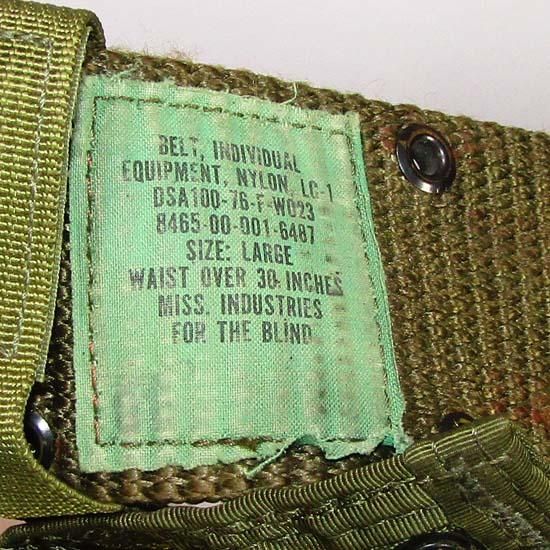 BELT, INDIVIDUAL
EQUIPMENT, NYLON, LC-1
DSA100-76-F-W023
8465-00-001-6487
SIZE: LARGE
WAIST OVER 30 INCHES
MISS. INDUSTRIES
FOR THE BLIND